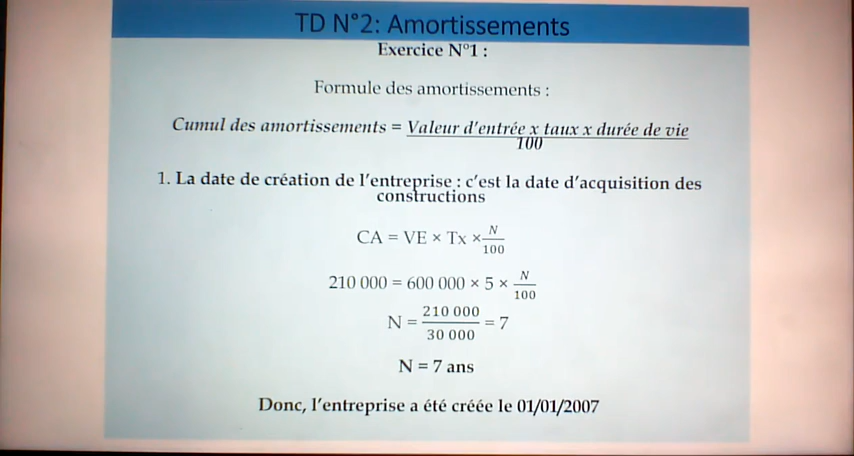 TD N°2: Amortissements
Exercice N°1 :
Formule des amortissements :
Cumul des amortissements = Valeur d'entrée x taux x durée de vie
100
1. La date de création de l'entreprise : c'est la date d'acquisition des
constructions
CA = VE × Tx × N/100
210 000 = 600 000 × 5 × N/100
N = 210 000/30 000 = 7
N = 7 ans
Donc, l'entreprise a été créée le 01/01/2007